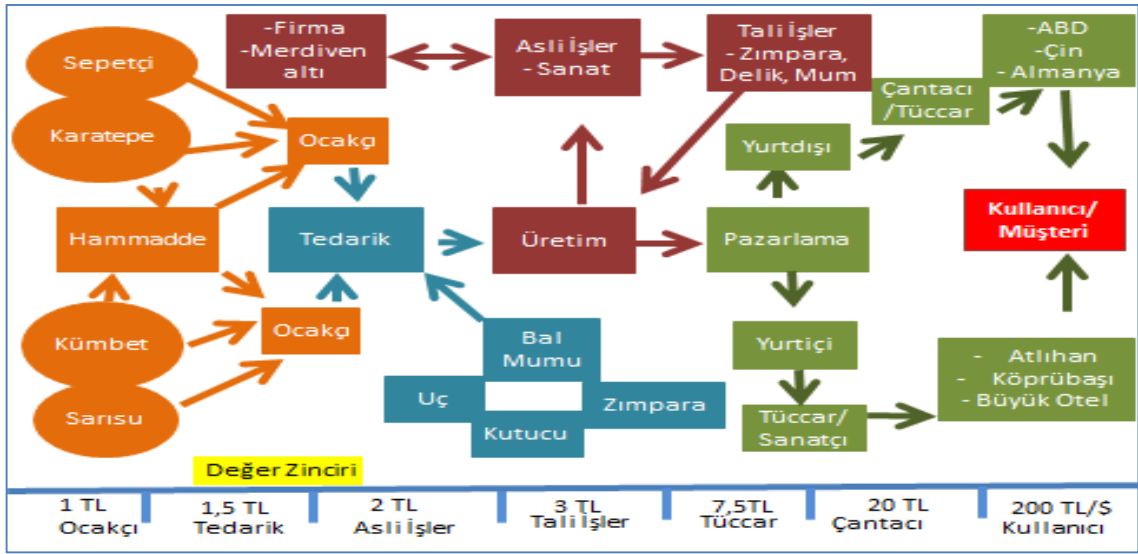 Sepetçi
Karatepe
Ocakçı
Hammadde
Kümbet
Ocakçı
Sarısu
-Firma
-Merdiven
altı
Asli İşler
- Sanat
Tali İşler
- Zımpara,
Delik, Mum
Tedarik
Üretim
Bal
Mumu
Uç
Zımpara
Kutucu
Yurtdışı
Çantacı
/Tüccar
-ABD
-Çin
- Almanya
Pazarlama
Kullanıcı/
Müşteri
Yurtiçi
Tüccar/
Sanatçı
- Atlıhan
- Köprübaşı
- Büyük Otel
Değer Zinciri
1 TL
Ocakçı
1,5 TL
Tedarik
2 TL
Asli İşler
3 TL
Tali İşler
7,5TL
Tüccar
20 TL
Çantacı
200 TL/$
Kullanıcı